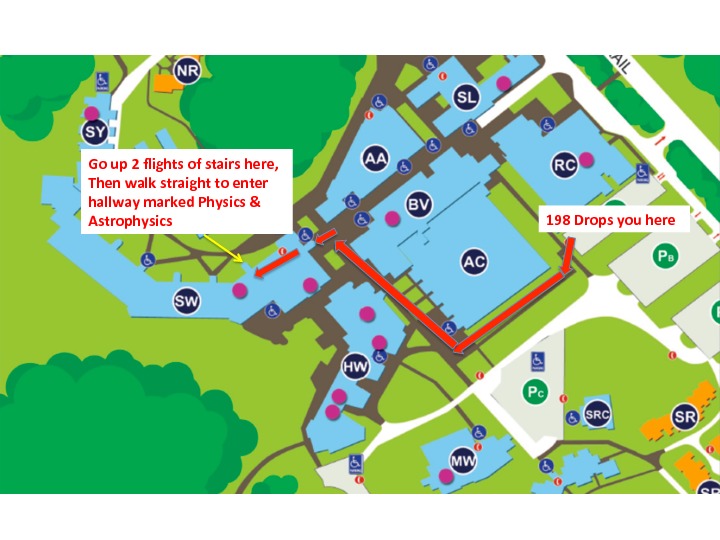 AIL
NR
SL
SY
AA
RC
Go up 2 flights of stairs here,
Then walk straight to enter
hallway marked Physics &
Astrophysics
BV
198 Drops you here
AC
PB
SW
P
HW
PC
SRC
SR
MW
SR